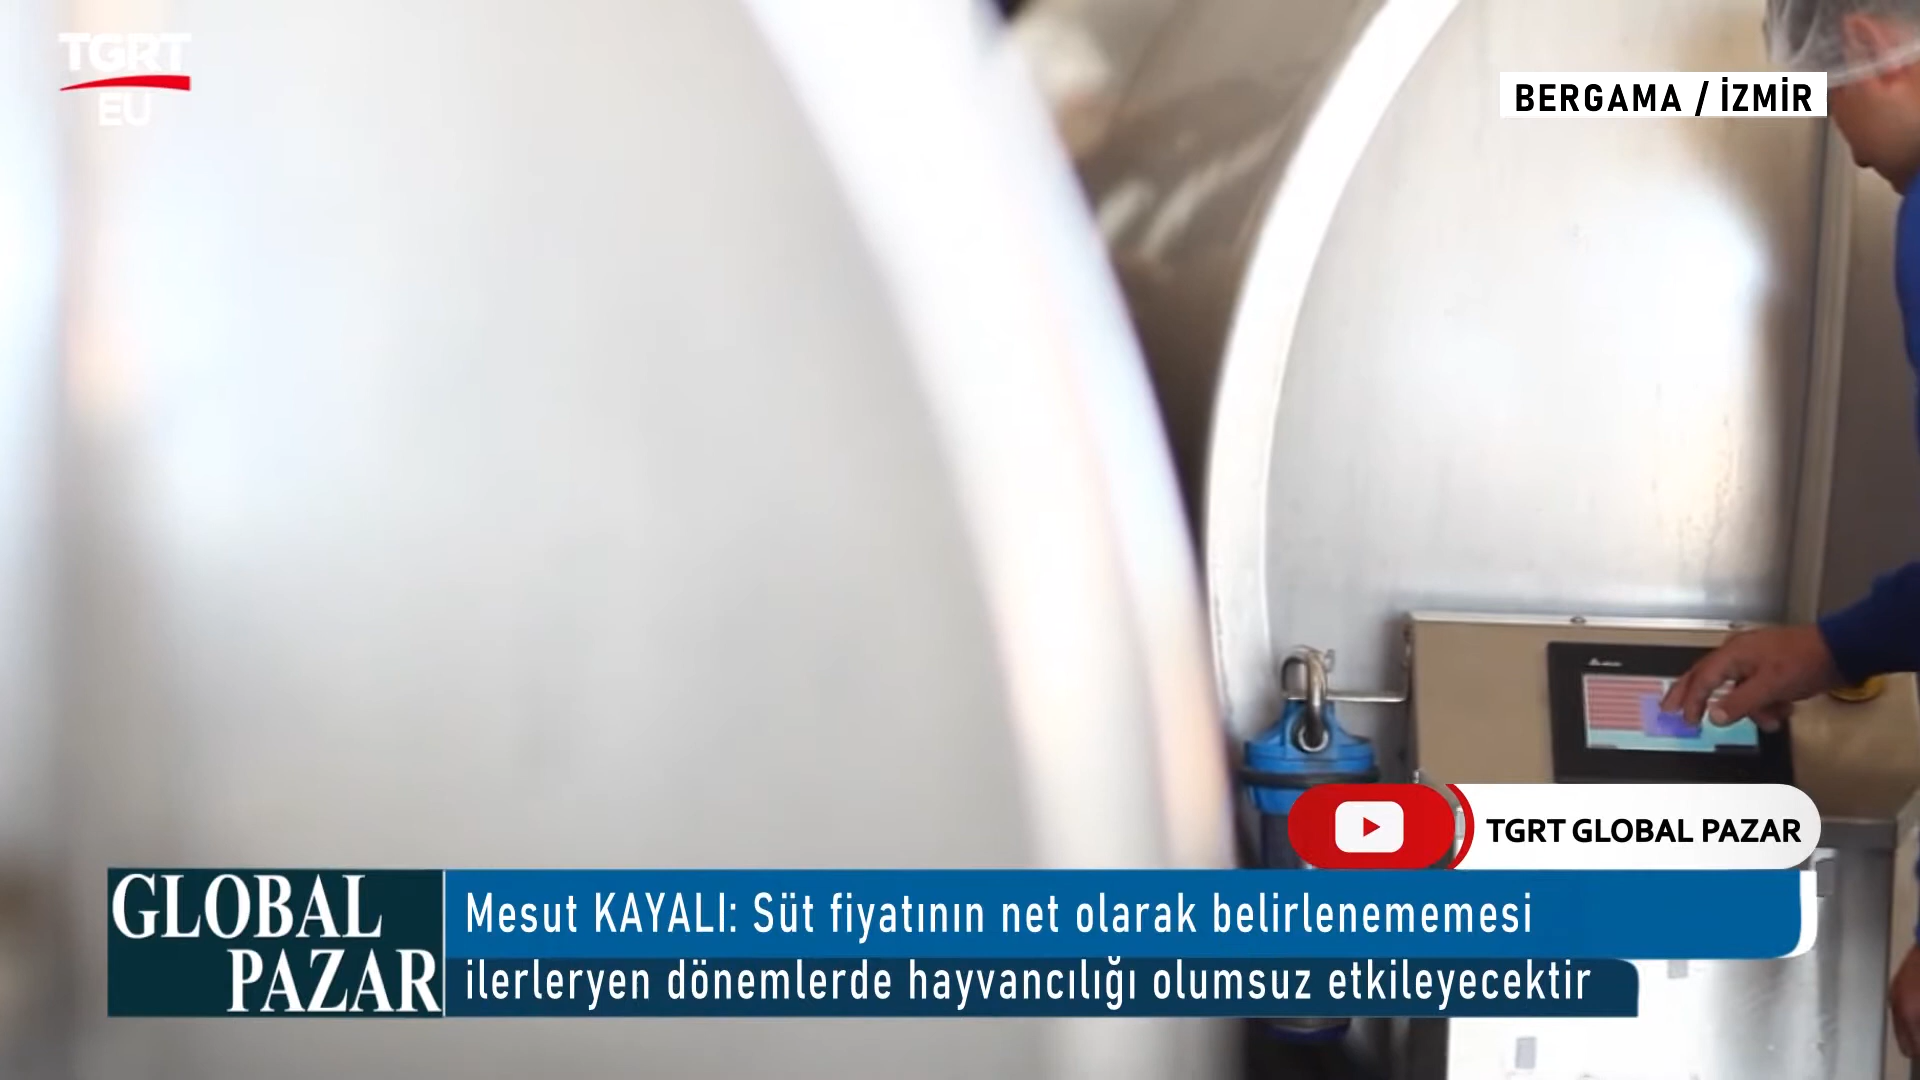 TGRT
EU
BERGAMA / İZMİR
TGRT GLOBAL PAZAR
GLOBAL
PAZAR
Mesut KAYALI: Süt fiyatının net olarak belirlenememesi
ilerleryen dönemlerde hayvancılığı olumsuz etkileyecektir